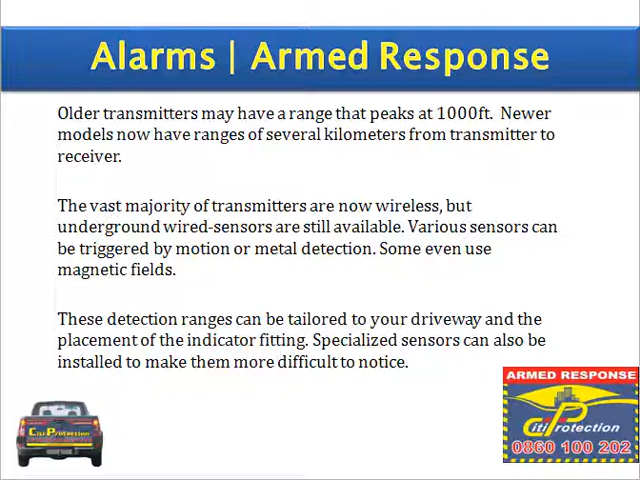 Alarms | Armed Response
Older transmitters may have a range that peaks at 1000ft.  Newer
models now have ranges of several kilometers from transmitter to
receiver.
The vast majority of transmitters are now wireless, but
underground wired-sensors are still available. Various sensors can
be triggered by motion or metal detection. Some even use
magnetic fields.
These detection ranges can be tailored to your driveway and the
placement of the indicator fitting. Specialized sensors can also be
installed to make them more difficult to notice.
Citi Protection
ARMED RESPONSE
Citi Protection
0860 100 202